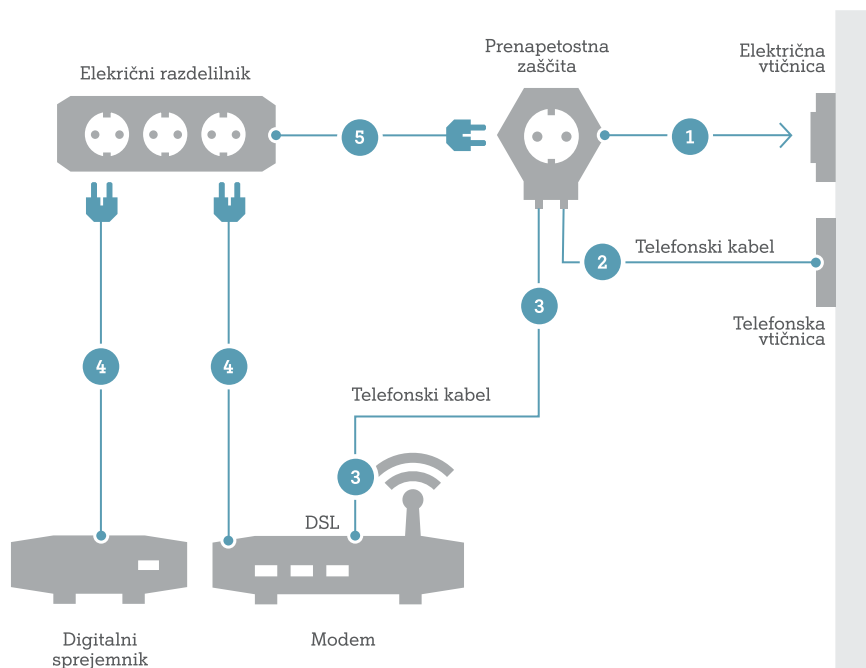 Prenapetostna
zaščita
Električna
vtičnica
Elekrični razdelilnik
5
1
Telefonski kabel
2
3
Telefonska
vtičnica
4
4
Telefonski kabel
3
DSL
Digitalni
sprejemnik
Modem